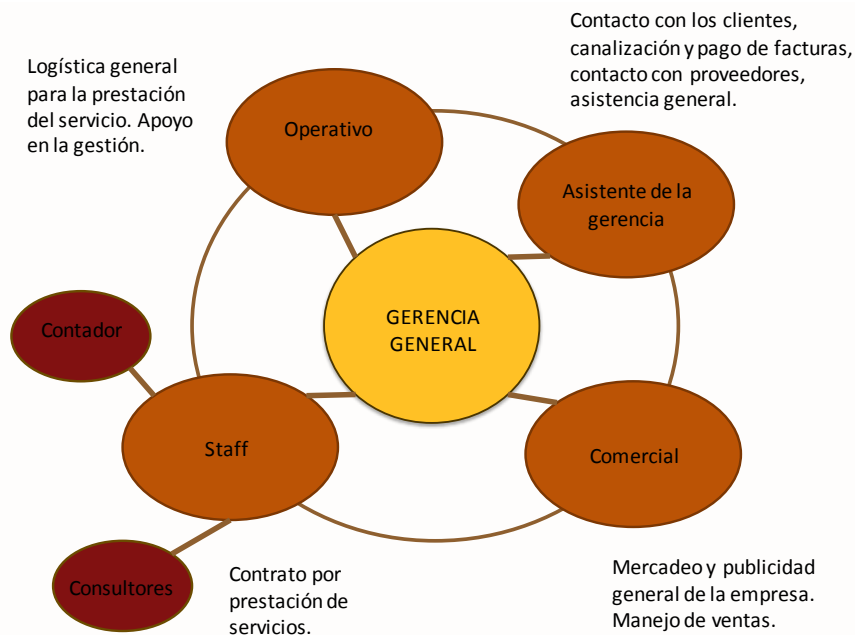 Contacto con los clientes,
canalización y pago de facturas,
contacto con proveedores,
asistencia general.
Logística general
para la prestación
del servicio. Apoyo
en la gestión.
Operativo
Asistente de la
gerencia
GERENCIA
GENERAL
Contador
Staff
Comercial
Consultores
Contrato por
prestación de
servicios.
Mercadeo y publicidad
general de la empresa.
Manejo de ventas.